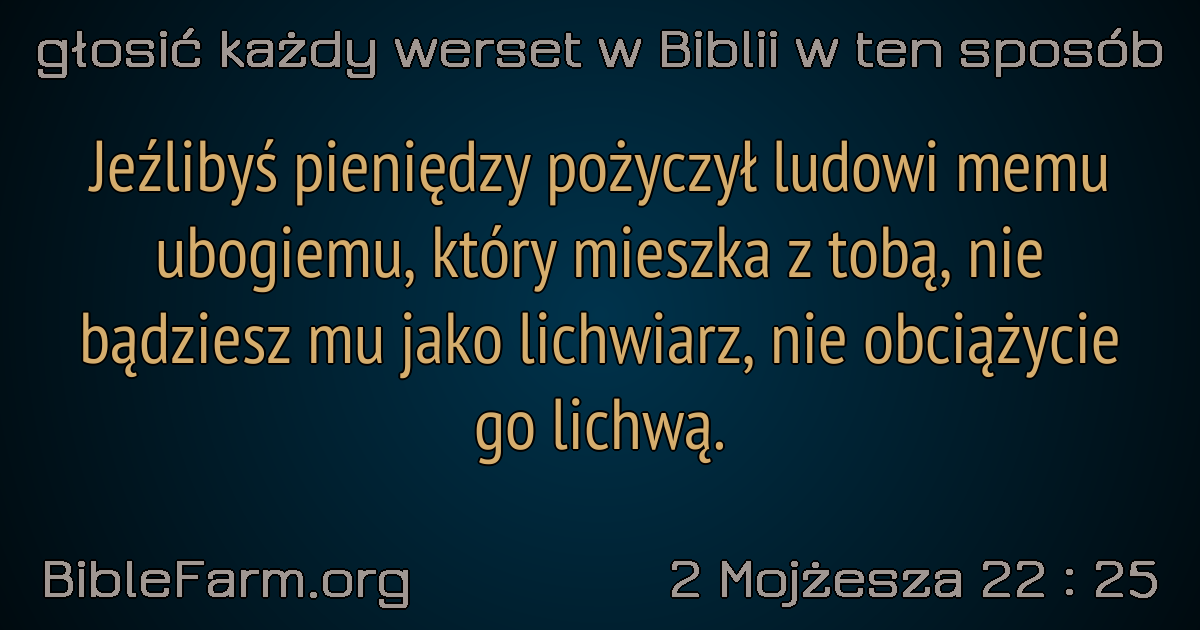 głosić każdy werset w Biblii w ten sposób
Jeźlibyś pieniędzy pożyczył ludowi memu
ubogiemu, który mieszka z tobą, nie
bądziesz mu jako lichwiarz, nie obciążycie
go lichwą.
BibleFarm.org
2 Mojżesza 22 : 25